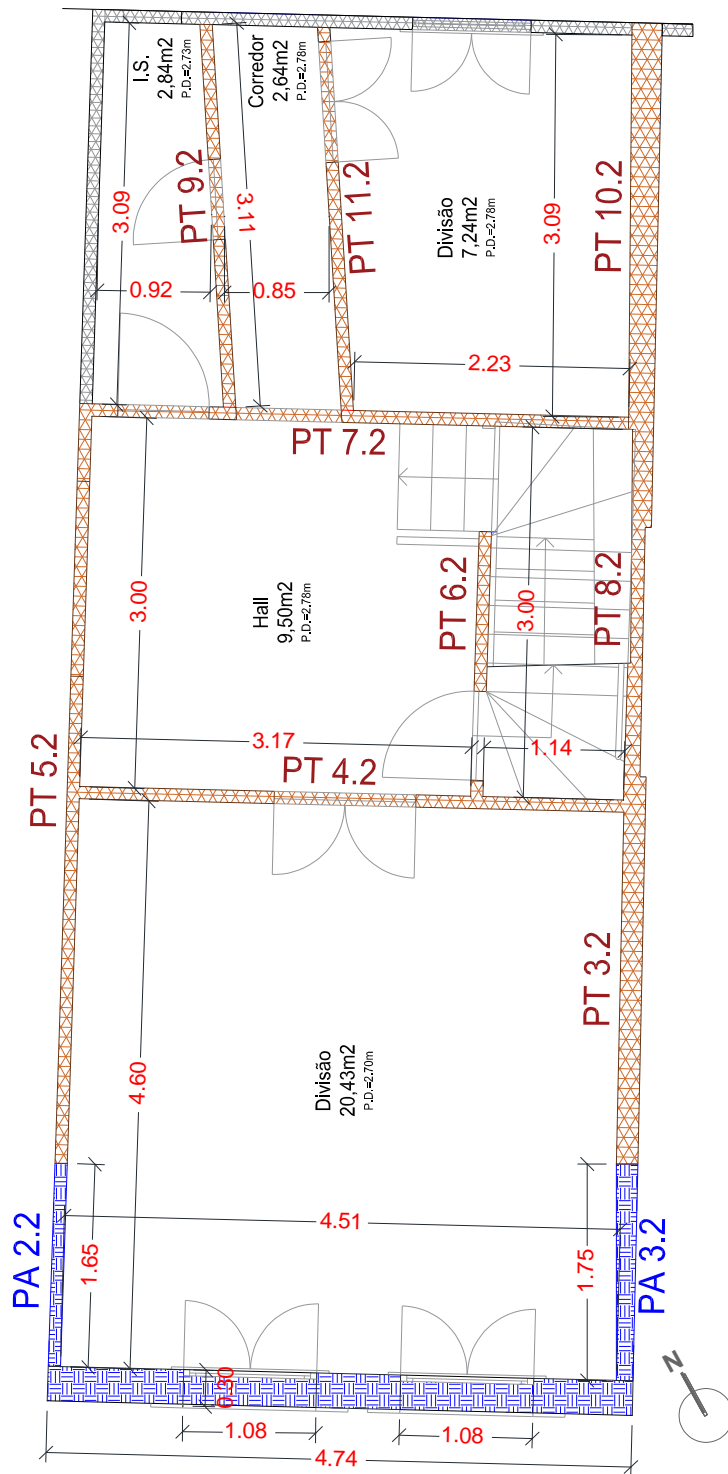 I.S.
2,84m2
P.D.=2.73m
Corredor
2,64m2
P.D.=2.78m
PT 9.2
3.09
3.11
PT 11.2
Divisão
7,24m2
P.D.=2.78m
3.09
PT 10.2
0.92
0.85
2.23
PT 7.2
3.00
Hall
9,50m2
P.D.=2.78m
PT 6.2
3.00
PT 8.2
3.17
1.14
PT 5.2
PT 4.2
PT 3.2
4.60
Divisão
20,43m2
P.D.=2.70m
PA 2.2
1.65
4.51
1.75
PA 3.2
0.30
1.08
1.08
4.74
N